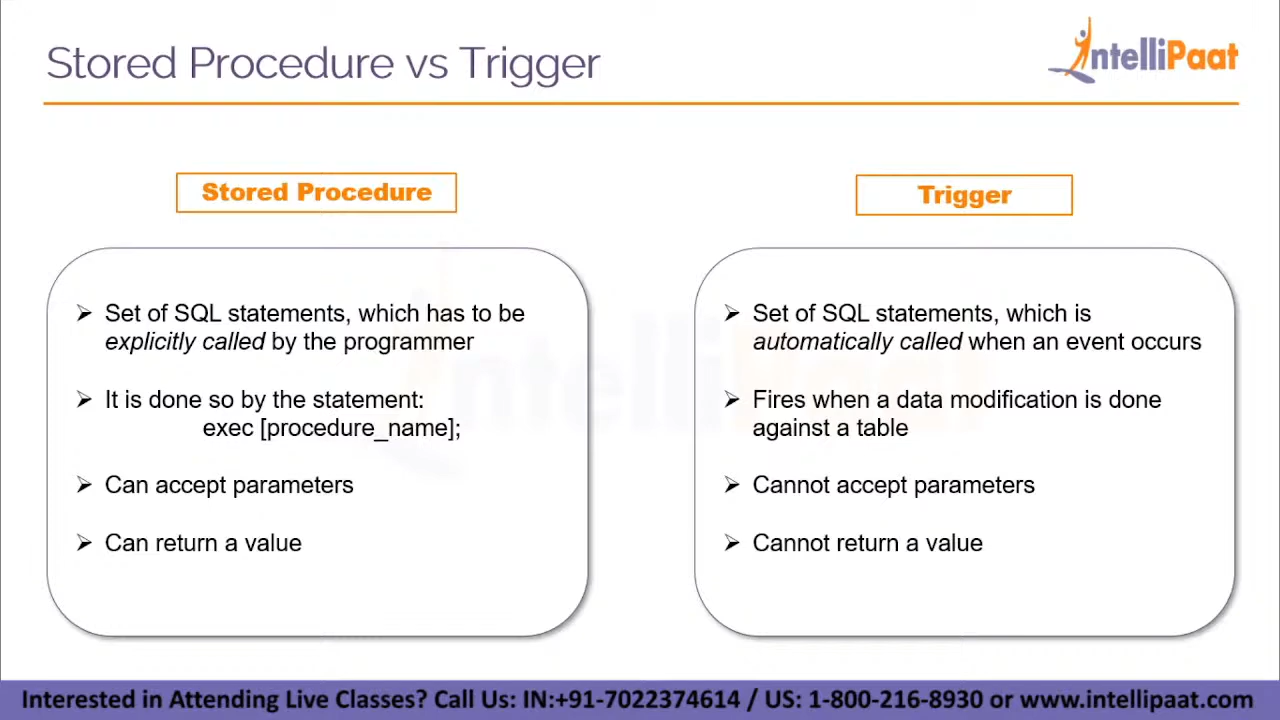 Stored Procedure vs Trigger
IntelliPaat
Stored Procedure
Set of SQL statements, which has to be
explicitly called by the programmer
It is done so by the statement:
exec [procedure_name];
Can accept parameters
Can return a value
Trigger
Set of SQL statements, which is
automatically called when an event occurs
Fires when a data modification is done
against a table
Cannot accept parameters
Cannot return a value
IntelliPaat
Interested in Attending Live Classes? Call Us: IN:+91-7022374614 / US: 1-800-216-8930 or www.intellipaat.com